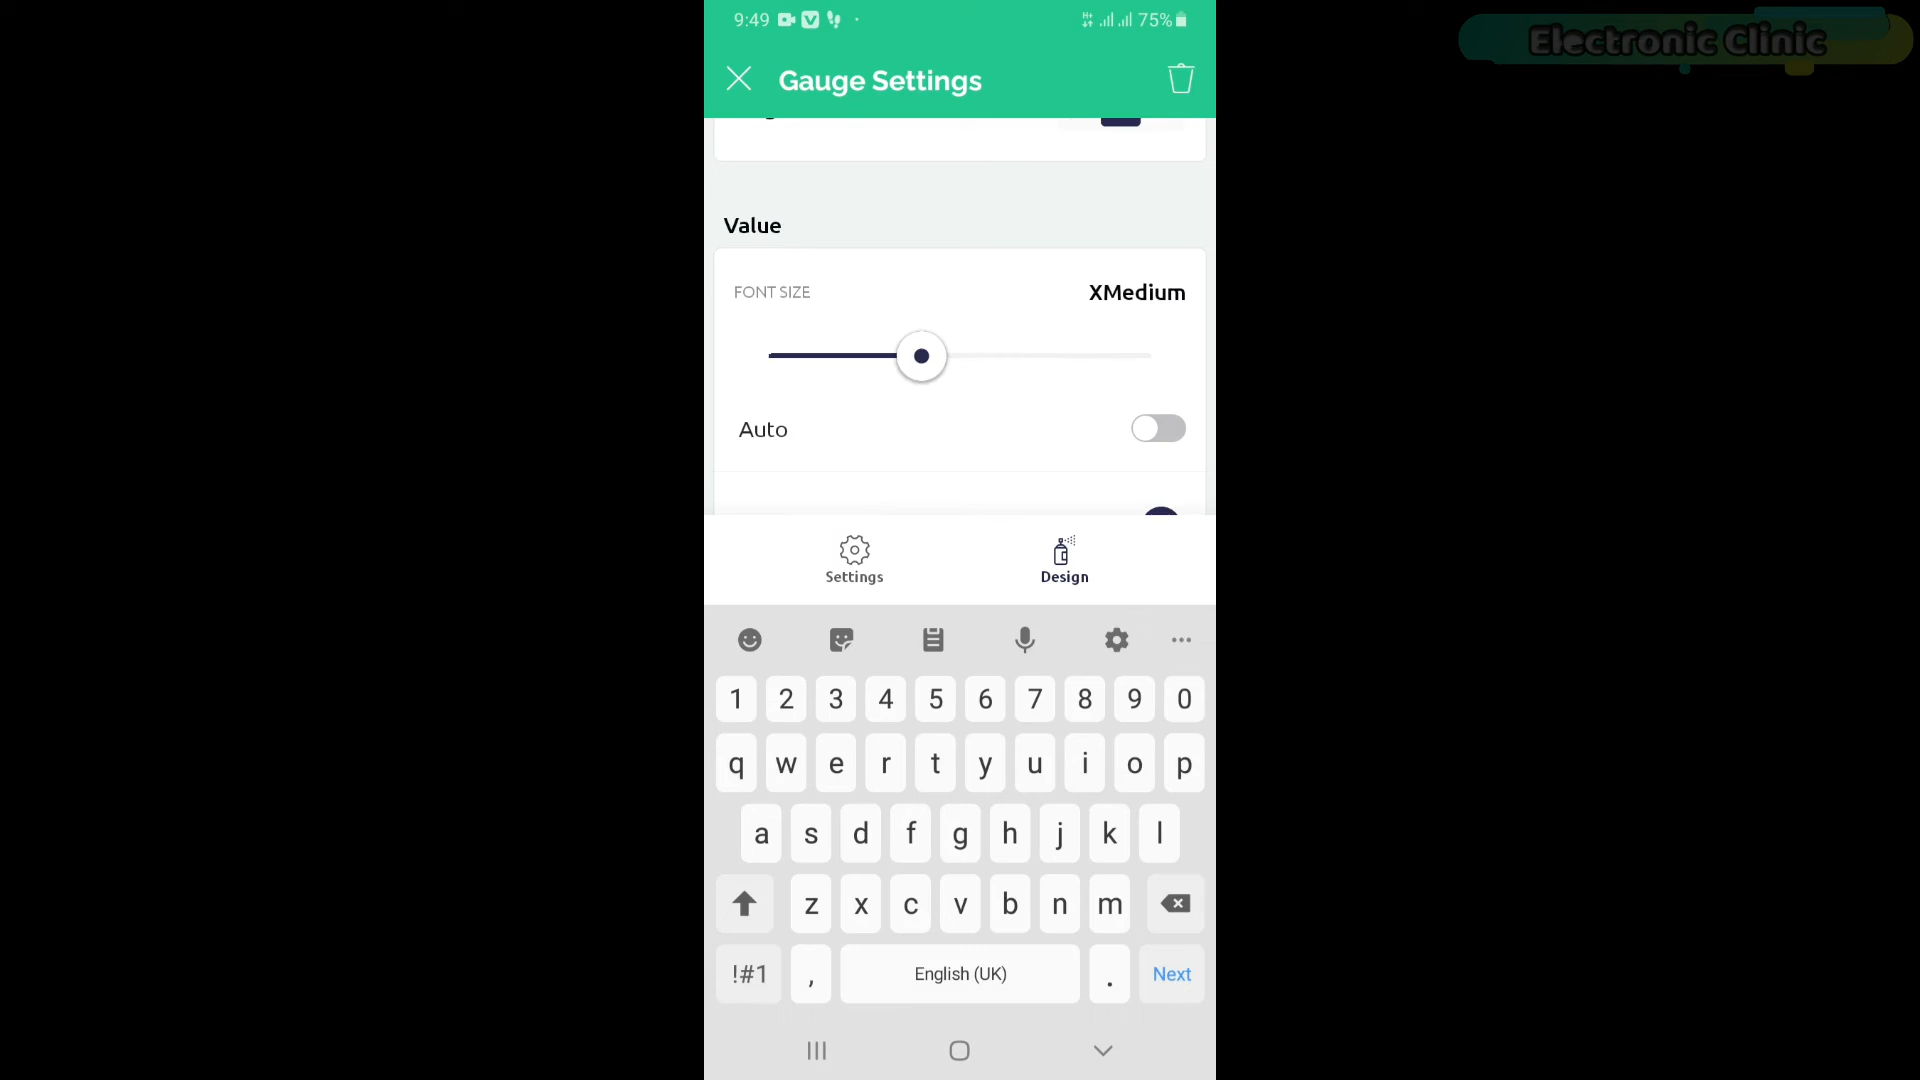 9:49
75%
Electronic Clinic
Gauge Settings
Value
FONT SIZE
XMedium
Auto
Settings
Design
1 2 3 4 5 6 7 8 9 0
q w e r t y u i o p
a s d f g h j k l
z x c v b n m
!#1 , English (UK) . Next